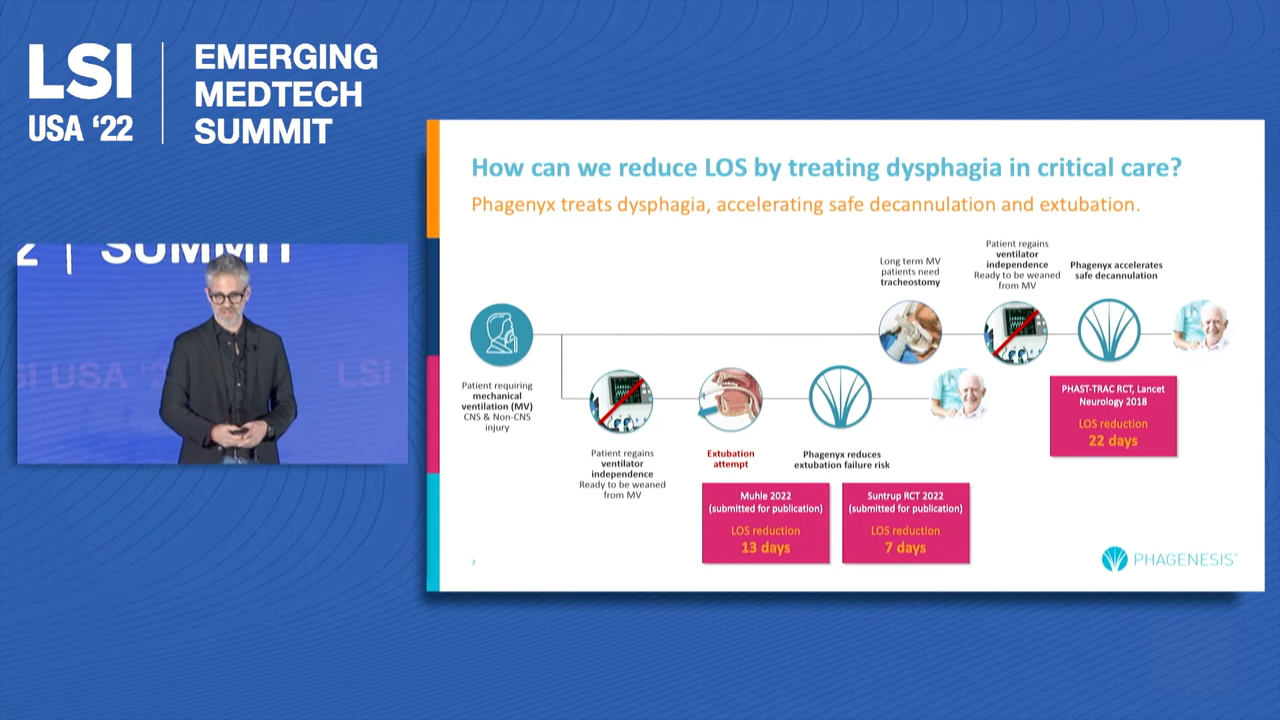 LSI
USA ‘22
EMERGING
MEDTECH
SUMMIT
2 | SUMMIT
SI USA '2
LSI
How can we reduce LOS by treating dysphagia in critical care?
Phagenyx treats dysphagia, accelerating safe decannulation and extubation.
Patient requiring
mechanical
ventilation (MV)
CNS & Non-CNS
injury
Patient regains
ventilator
independence
Ready to be weaned
from MV
Extubation
attempt
Phagenyx reduces
extubation failure risk
Long term MV
patients need
tracheostomy
Patient regains
ventilator
independence
Ready to be weaned
from MV
Phagenyx accelerates
safe decannulation
Muhle 2022
(submitted for publication)
LOS reduction
13 days
Suntrup RCT 2022
(submitted for publication)
LOS reduction
7 days
PHAST-TRAC RCT, Lancet
Neurology 2018
LOS reduction
22 days
7
PHAGENESIS®